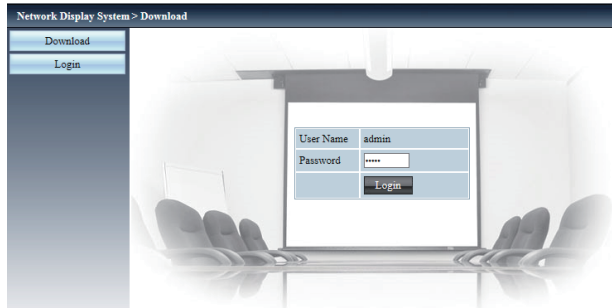 Network Display System > Download
Download
Login
User Name admin
Password •••••
Login